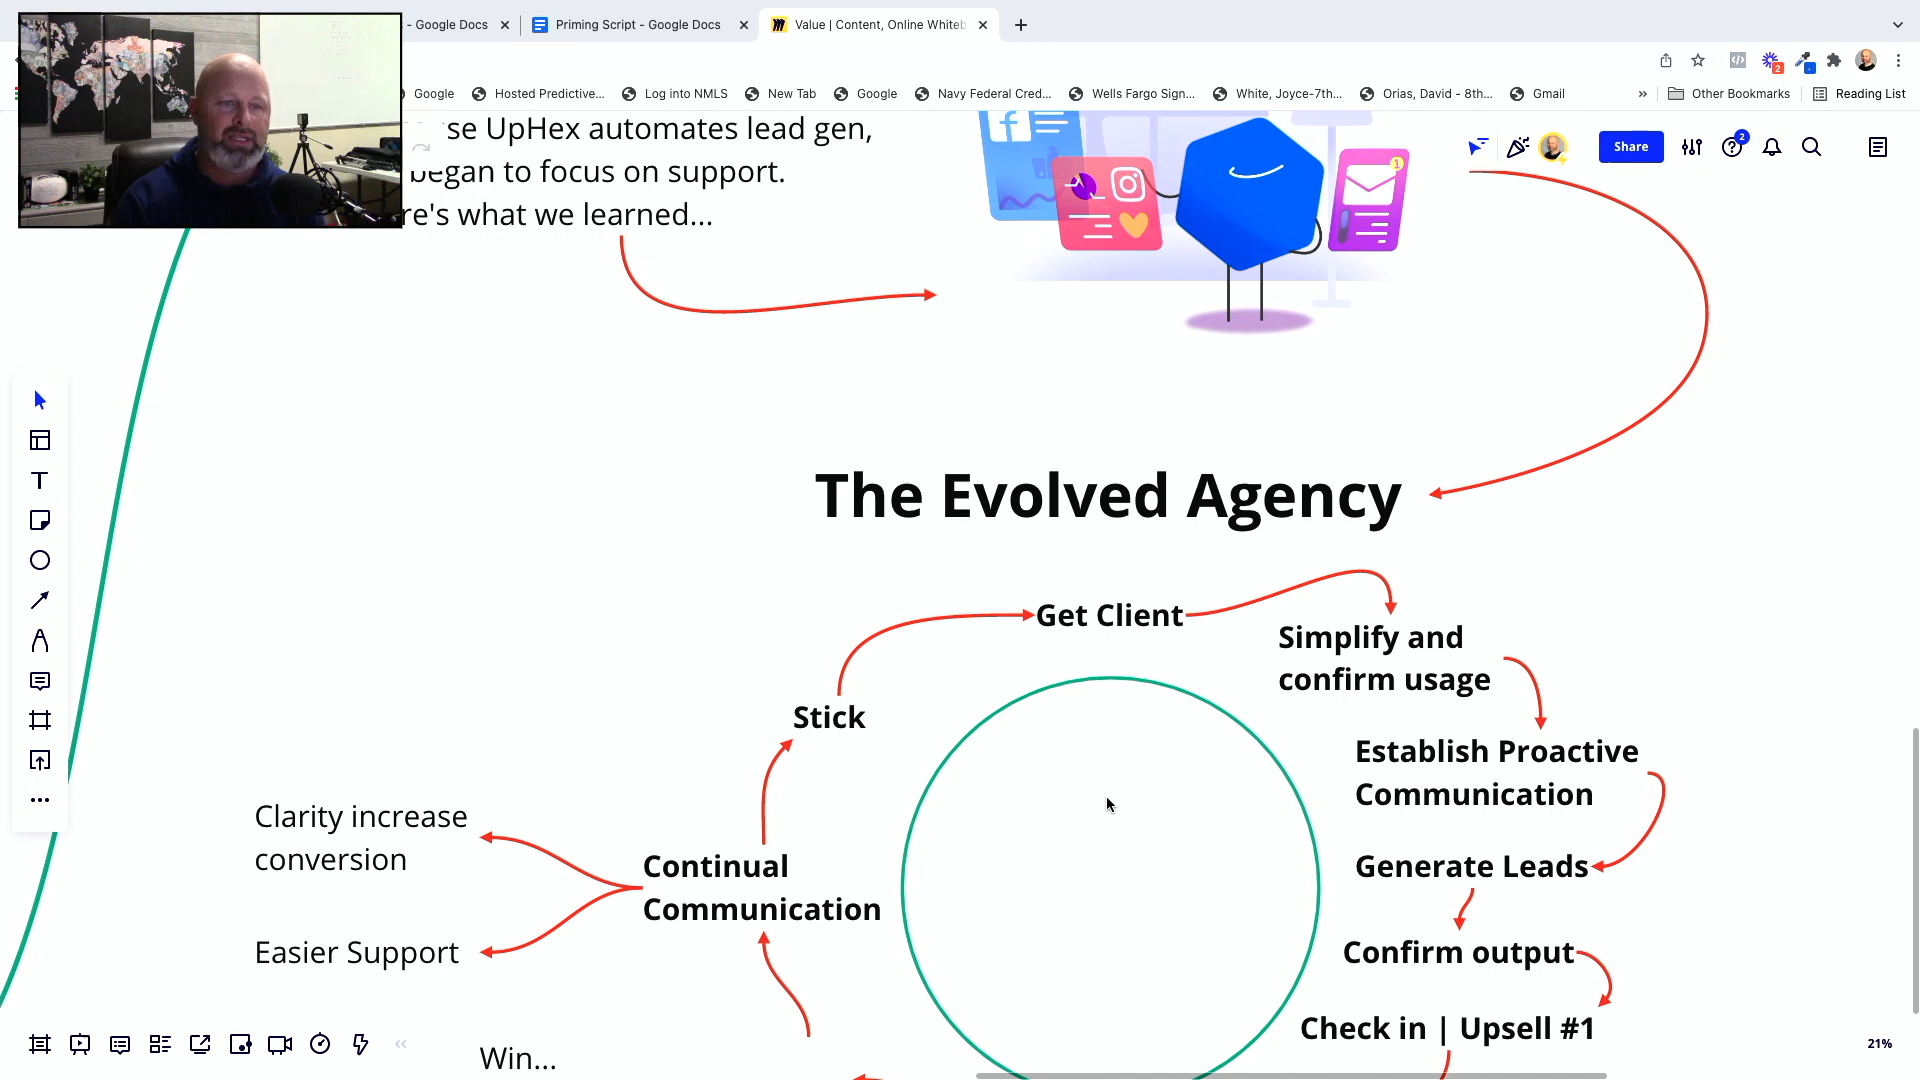 - Google Docs
Priming Script - Google Docs
Value | Content, Online Whiteb
2
Google
Hosted Predictive...
Log into NMLS
New Tab
Google
Navy Federal Cred...
Wells Fargo Sign...
White, Joyce-7th...
Orias, David - 8th...
Gmail
»
Other Bookmarks
Reading List
se UpHex automates lead gen,
began to focus on support.
re's what we learned...
1
Share
2
The Evolved Agency
Get Client
Simplify and
confirm usage
Stick
Establish Proactive
Communication
Clarity increase
conversion
Continual
Communication
Generate Leads
Easier Support
Confirm output
Check in | Upsell #1
Win...
21%